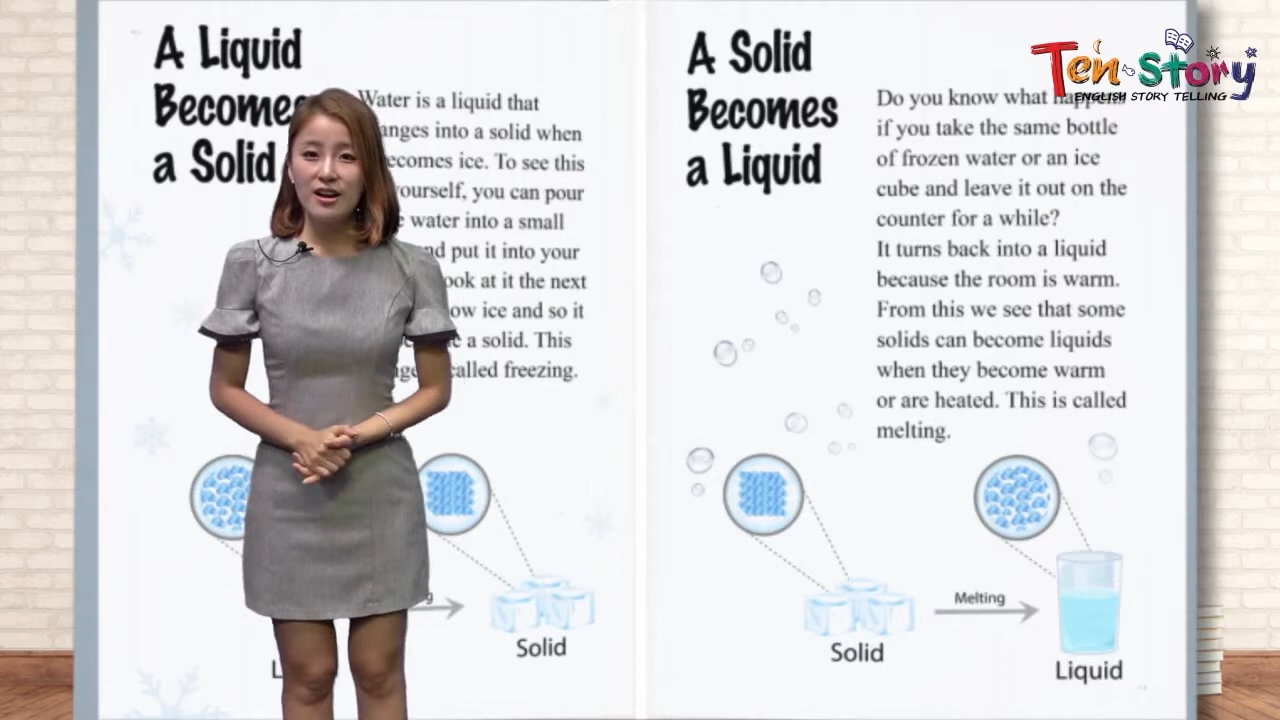 A Liquid
Becomes
a Solid
Water is a liquid that
anges into a solid when
ecomes ice. To see this
yourself, you can pour
water into a small
nd put it into your
ook at it the next
ow ice and so it
a solid. This
called freezing.
Solid
A Solid
Becomes
a Liquid
Ten Story
ENGLISH STORY TELLING
Do you know what happens
if you take the same bottle
of frozen water or an ice
cube and leave it out on the
counter for a while?
It turns back into a liquid
because the room is warm.
From this we see that some
solids can become liquids
when they become warm
or are heated. This is called
melting.
Melting
Solid
Liquid